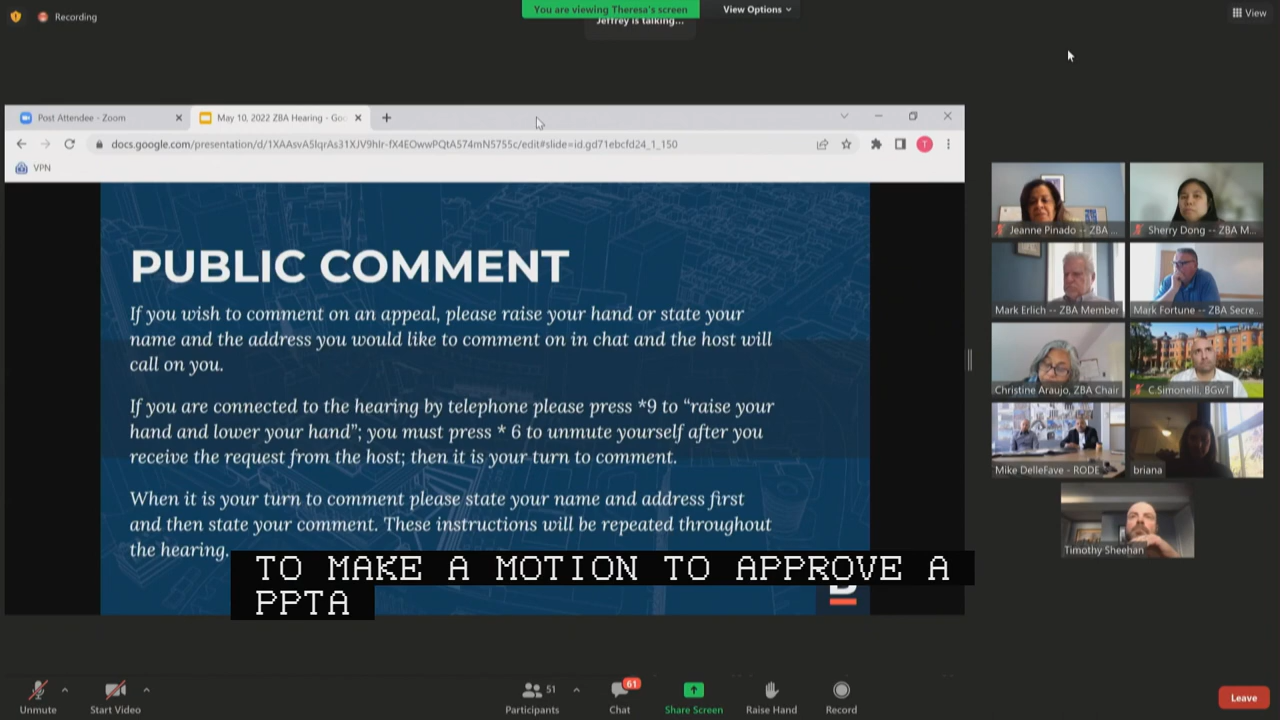 You are viewing Theresa's screen
View Options
Recording
Jeffrey is talking...
View
Post Attendee - Zoom
May 10, 2022 ZBA Hearing - Goo
docs.google.com/presentation/d/1XAAsvA5lqrAs31XJV9hlr-fX4EOwwPQtA574mN5755c/edit#slide=id.gd71ebcfd24_1_150
T
VPN
PUBLIC COMMENT
If you wish to comment on an appeal, please raise your hand or state your
name and the address you would like to comment on in chat and the host will
call on you.
If you are connected to the hearing by telephone please press *9 to “raise your
hand and lower your hand”; you must press * 6 to unmute yourself after you
receive the request from the host; then it is your turn to comment.
When it is your turn to comment please state your name and address first
and then state your comment. These instructions will be repeated throughout
the hearing.
B
TO MAKE A MOTION TO APPROVE A
PPTA
Jeanne Pinado -- ZBA ...
Sherry Dong -- ZBA M...
Mark Erlich -- ZBA Member
Mark Fortune -- ZBA Secre...
Christine Araujo, ZBA Chair
C.Simonelli, BGwT
Mike DelleFave - RODE
briana
Timothy Sheehan
Unmute
Start Video
51
Participants
61
Chat
Share Screen
Raise Hand
Record
Leave